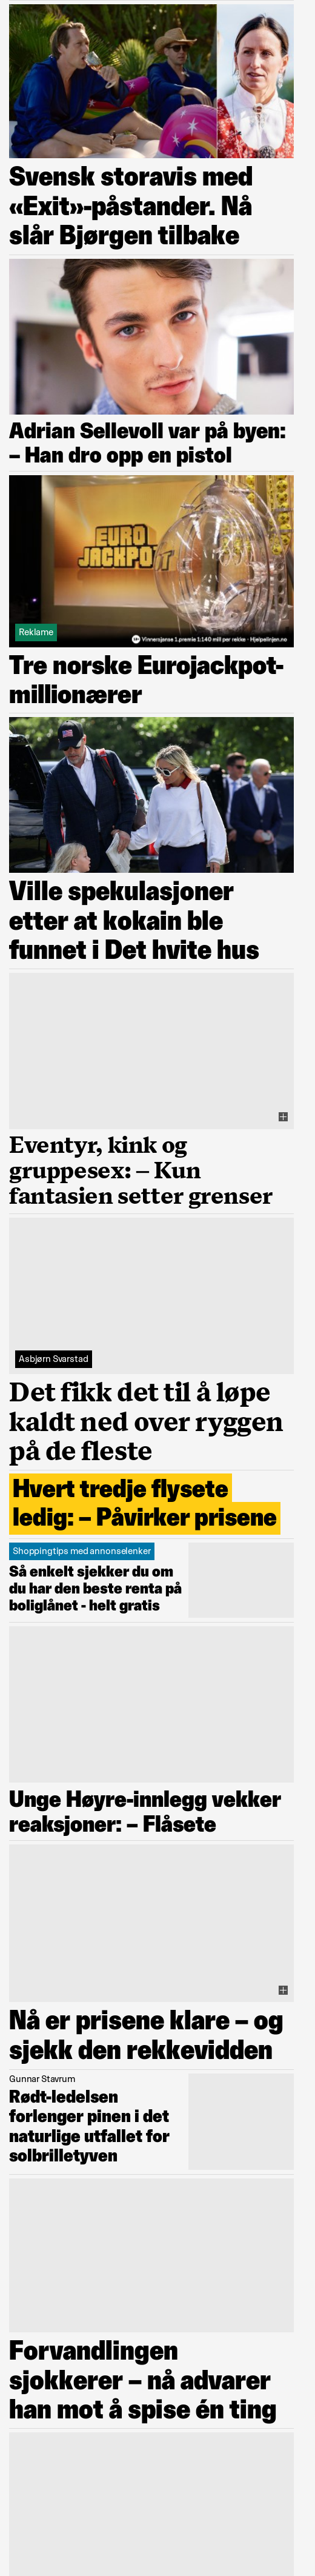 Svensk storavis med
«Exit»-påstander. Nå
slår Bjørgen tilbake
Adrian Sellevoll var på byen:
– Han dro opp en pistol
EURO
JACKPOT
Reklame
Vinnersjanse 1.premie 1:140 mill per rekke - Hjelpelinjen.no
Tre norske Eurojackpot-
millionærer
Ville spekulasjoner
etter at kokain ble
funnet i Det hvite hus
Eventyr, kink og
gruppesex: – Kun
fantasien setter grenser
Asbjørn Svarstad
Det fikk det til å løpe
kaldt ned over ryggen
på de fleste
Hvert tredje flysete
ledig: – Påvirker prisene
Shoppingtips med annonselenker
Så enkelt sjekker du om
du har den beste renta på
boliglånet - helt gratis
Unge Høyre-innlegg vekker
reaksjoner: – Flåsete
Nå er prisene klare – og
sjekk den rekkevidden
Gunnar Stavrum
Rødt-ledelsen
forlenger pinen i det
naturlige utfallet for
solbrilletyven
Forvandlingen
sjokkerer – nå advarer
han mot å spise én ting